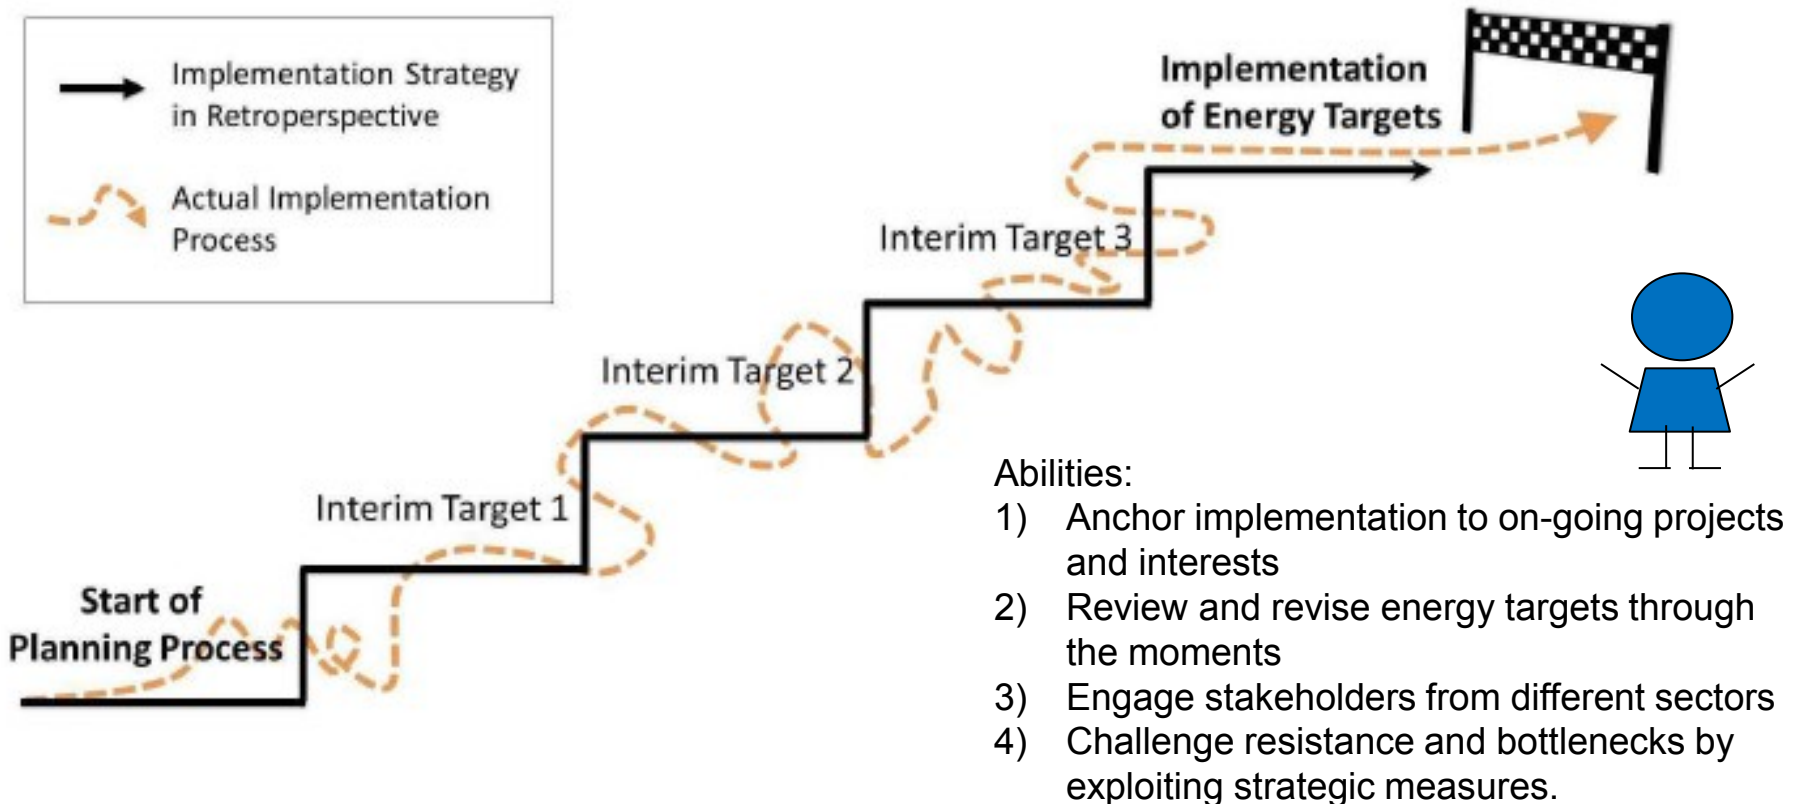 Implementation Strategy
in Retroperspective
Actual Implementation
Process
Implementation
of Energy Targets
Interim Target 3
Interim Target 2
Interim Target 1
Start of
Planning Process
Abilities:
1) Anchor implementation to on-going projects
and interests
2) Review and revise energy targets through
the moments
3) Engage stakeholders from different sectors
4) Challenge resistance and bottlenecks by
exploiting strategic measures.